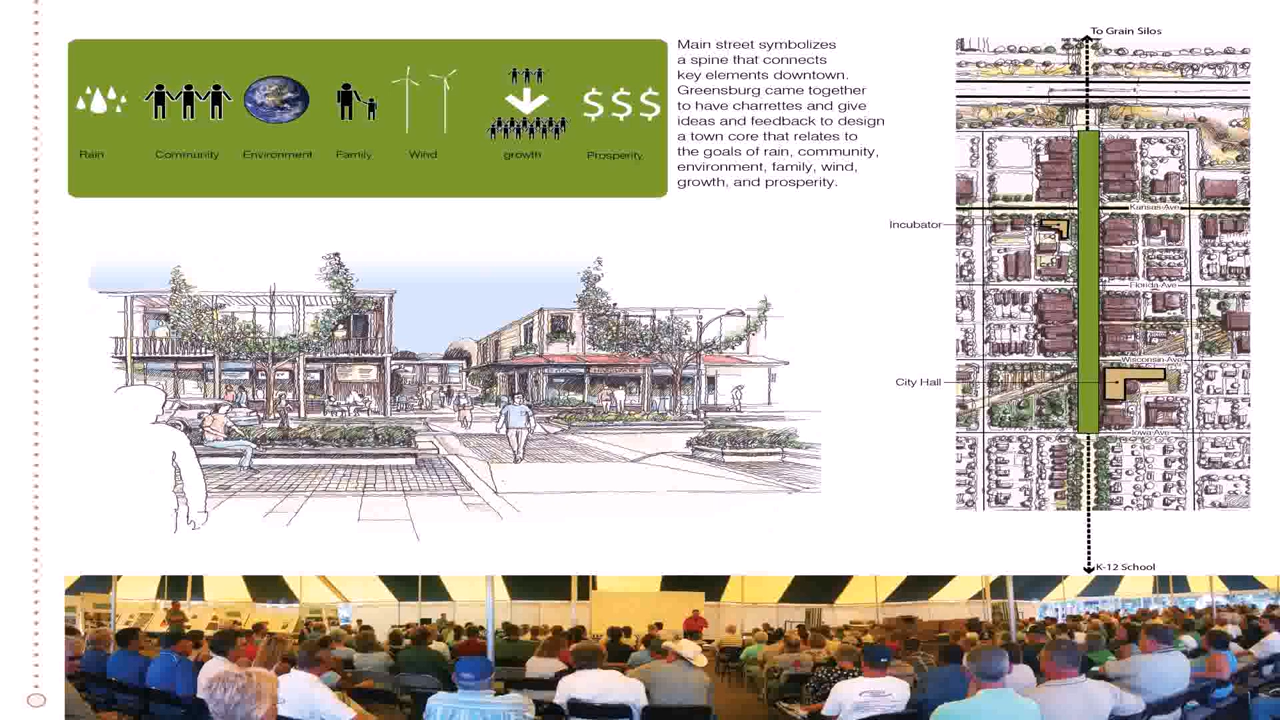 Rain
Community
Environment
Family
Wind
growth
Prosperity
$$$
Main street symbolizes
a spine that connects
key elements downtown.
Greensburg came together
to have charrettes and give
ideas and feedback to design
a town core that relates to
the goals of rain, community,
environment, family, wind,
growth, and prosperity.
To Grain Silos
Kansas Ave
Incubator
Florida Ave
Wisconsin Ave
City Hall
Iowa Ave
K-12 School